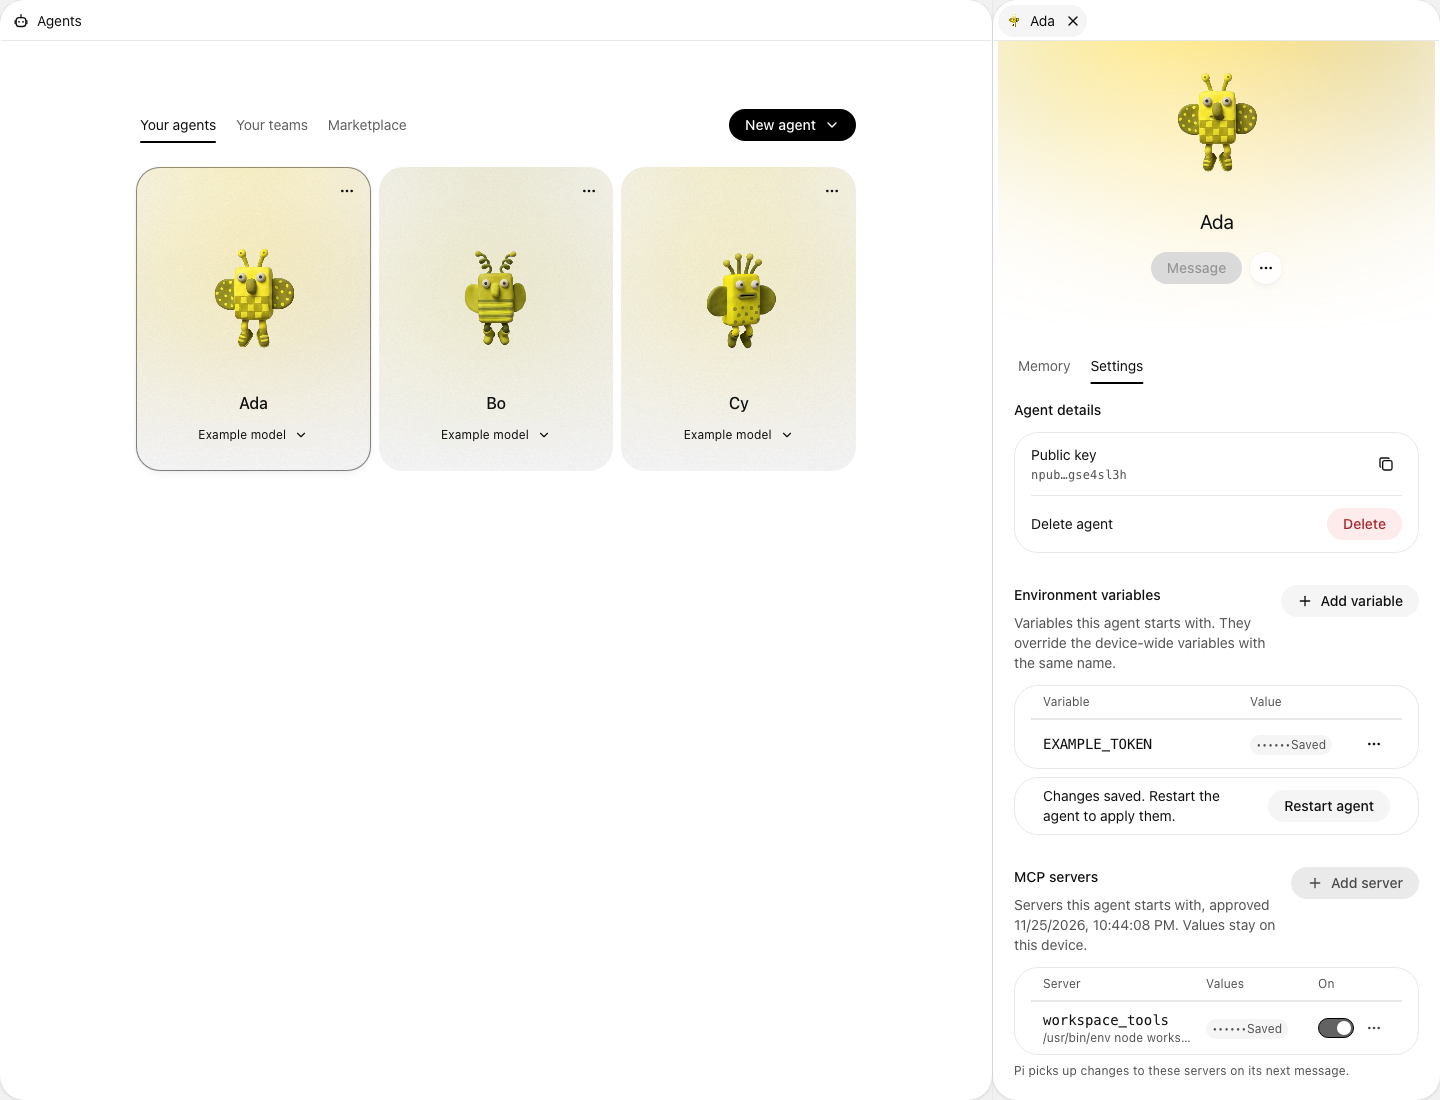 Agents
Your agents
Your teams
Marketplace
New agent
Ada
Example model
Bo
Example model
Cy
Example model
Ada
Ada
Message
Memory
Settings
Agent details
Public key
npub…gse4sl3h
Delete agent
Delete
Environment variables
Add variable
Variables this agent starts with. They
override the device-wide variables with
the same name.
Variable
Value
EXAMPLE_TOKEN
••••••Saved
Changes saved. Restart the
agent to apply them.
Restart agent
MCP servers
Add server
Servers this agent starts with, approved
11/25/2026, 10:44:08 PM. Values stay on
this device.
Server
Values
On
workspace_tools
/usr/bin/env node works…
••••••Saved
Pi picks up changes to these servers on its next message.